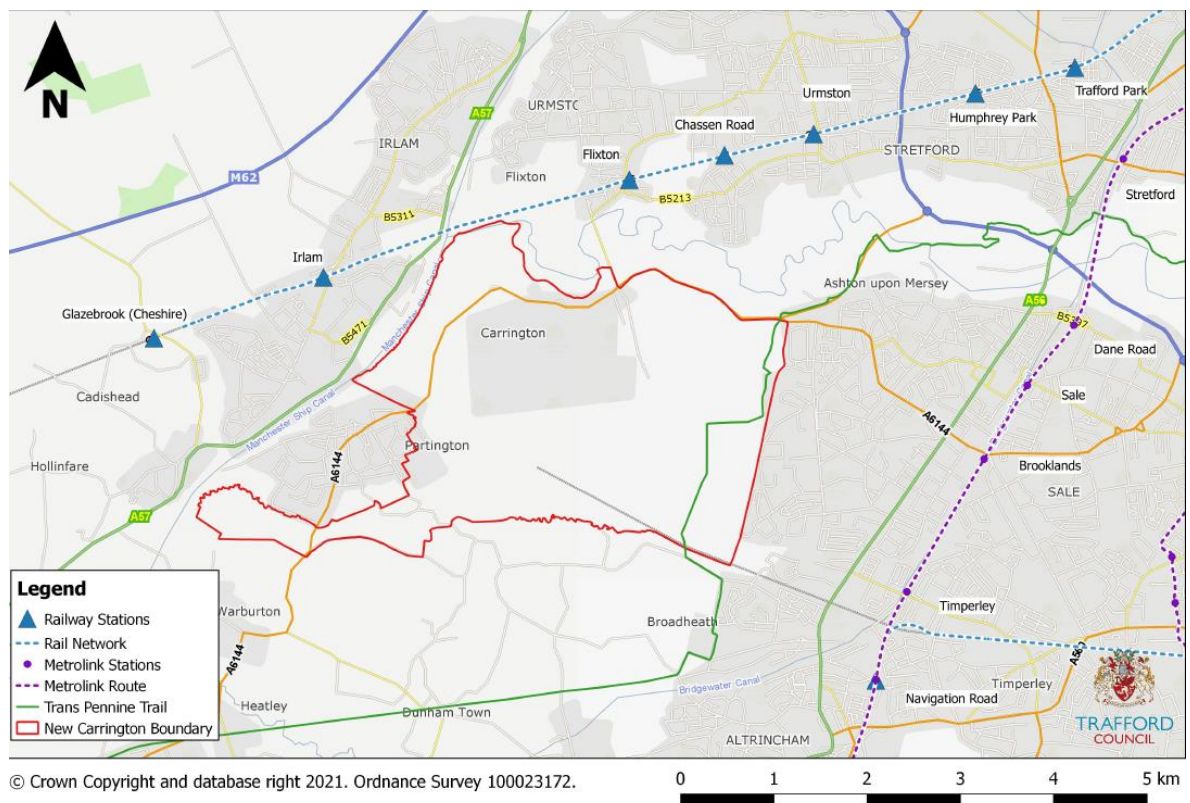 N
M62
A57
IRLAM
URMSTC
Flixton
B5311
Irlam
Glazebrook (Cheshire)
Cadishead
Hollinfare
B5471
Manchester Ship Canal
Manchester Ship Canal
A57
Flixton
Chassen Road
Urmston
B5213
Humphrey Park
Trafford Park
STRETFORD
Stretford
Ashton upon Mersey
A56
Dane Road
Sale
A6144
Brooklands
SALE
Carrington
Partington
A6144
Warburton
A6144
Heatley
Dunham Town
Broadheath
Bridgewater Canal
ALTRINCHAM
Timperley
Navigation Road
Timperley
TRAFFORD
COUNCIL
Legend
Railway Stations
Rail Network
Metrolink Stations
Metrolink Route
Trans Pennine Trail
New Carrington Boundary
© Crown Copyright and database right 2021. Ordnance Survey 100023172.
0 1 2 3 4 5 km